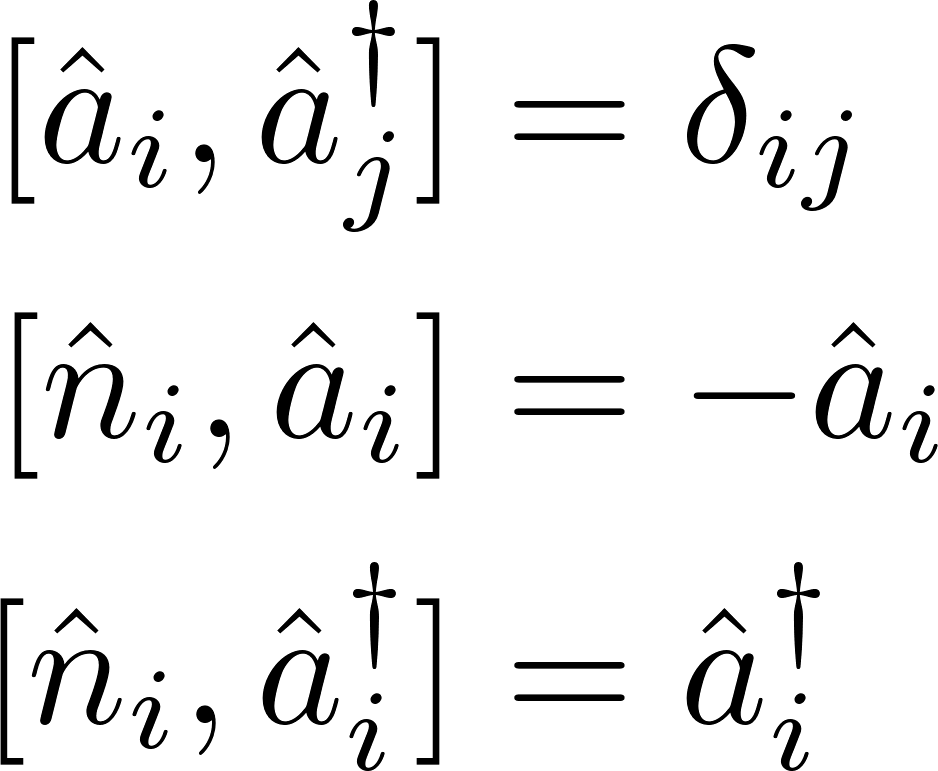 [â_i, â_j^†] = δ_ij
[n̂_i, â_i] = −â_i
[n̂_i, â_i^†] = â_i^†